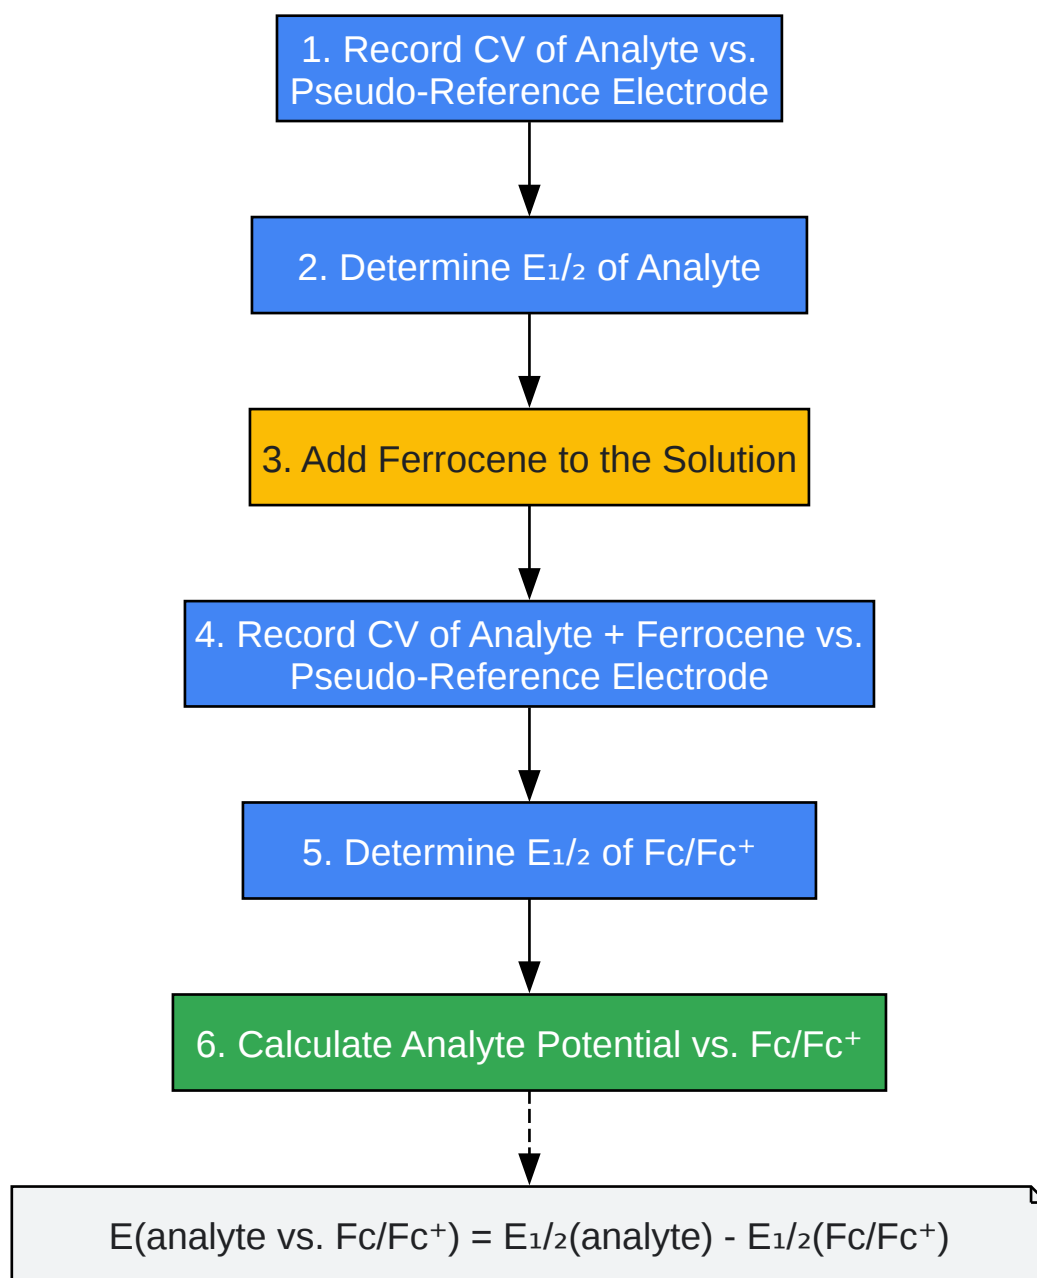 1. Record CV of Analyte vs.
Pseudo-Reference Electrode
2. Determine E₁/₂ of Analyte
3. Add Ferrocene to the Solution
4. Record CV of Analyte + Ferrocene vs.
Pseudo-Reference Electrode
5. Determine E₁/₂ of Fc/Fc⁺
6. Calculate Analyte Potential vs. Fc/Fc⁺
E(analyte vs. Fc/Fc⁺) = E₁/₂(analyte) - E₁/₂(Fc/Fc⁺)